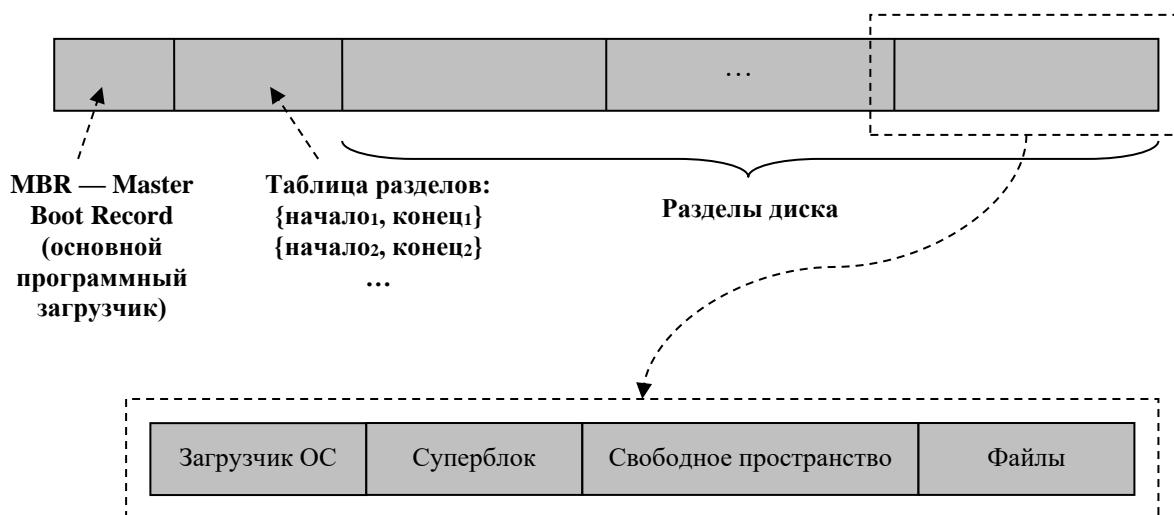 …
MBR — Master
Boot Record
(основной
программный
загрузчик)
Таблица разделов:
{начало₁, конец₁}
{начало₂, конец₂}
…
Разделы диска
Загрузчик ОС
Суперблок
Свободное пространство
Файлы